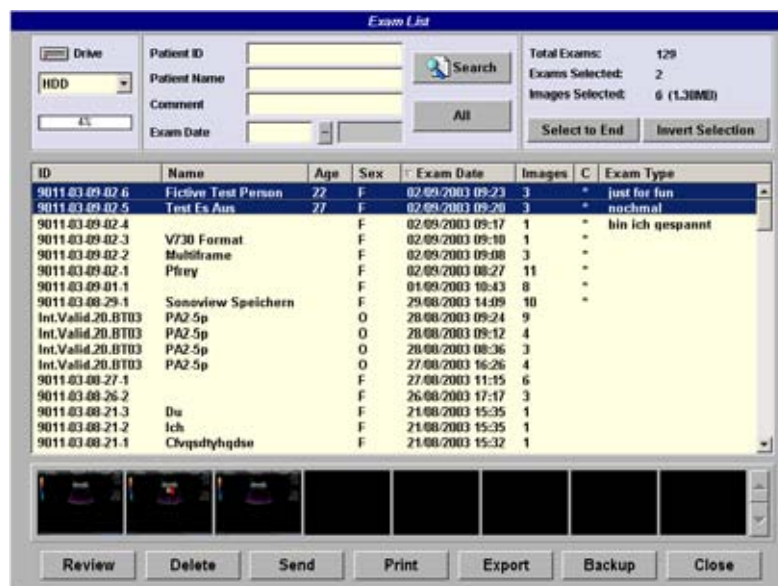 Exam List
Drive
HDD
4%
Patient ID
Patient Name
Comment
Exam Date
Search
All
Total Exams: 129
Exams Selected: 2
Images Selected: 6 (1.38MB)
Select to End Invert Selection
ID Name Age Sex Exam Date Images C Exam Type
9011-03-09-02-6 Fictive Test Person 22 F 02/09/2003 09:23 3 * just for fun
9011-03-09-02-5 Test Es Aus 27 F 02/09/2003 09:20 3 * nochmal
9011-03-09-02-4 F 02/09/2003 09:17 1 * bin ich gespannt
9011-03-09-02-3 V730 Format F 02/09/2003 09:10 1 *
9011-03-09-02-2 Multiframe F 02/09/2003 09:08 3 *
9011-03-09-02-1 Pfrey F 02/09/2003 08:27 11 *
9011-03-09-01-1 F 01/09/2003 10:43 8 *
9011-03-08-29-1 Sonoview Speichern F 29/08/2003 14:09 10 *
Int.Valid.20.BT03 PA2-5p O 28/08/2003 09:24 9
Int.Valid.20.BT03 PA2-5p O 28/08/2003 09:12 4
Int.Valid.20.BT03 PA2-5p O 28/08/2003 08:36 3
Int.Valid.20.BT03 PA2-5p O 27/08/2003 16:26 4
9011-03-08-27-1 F 27/08/2003 11:15 6
9011-03-08-26-2 F 26/08/2003 17:17 3
9011-03-08-21-3 Du F 21/08/2003 15:35 1
9011-03-08-21-2 Ich F 21/08/2003 15:35 1
9011-03-08-21-1 Cfvqsdtyhqdse F 21/08/2003 15:32 1
Review Delete Send Print Export Backup Close